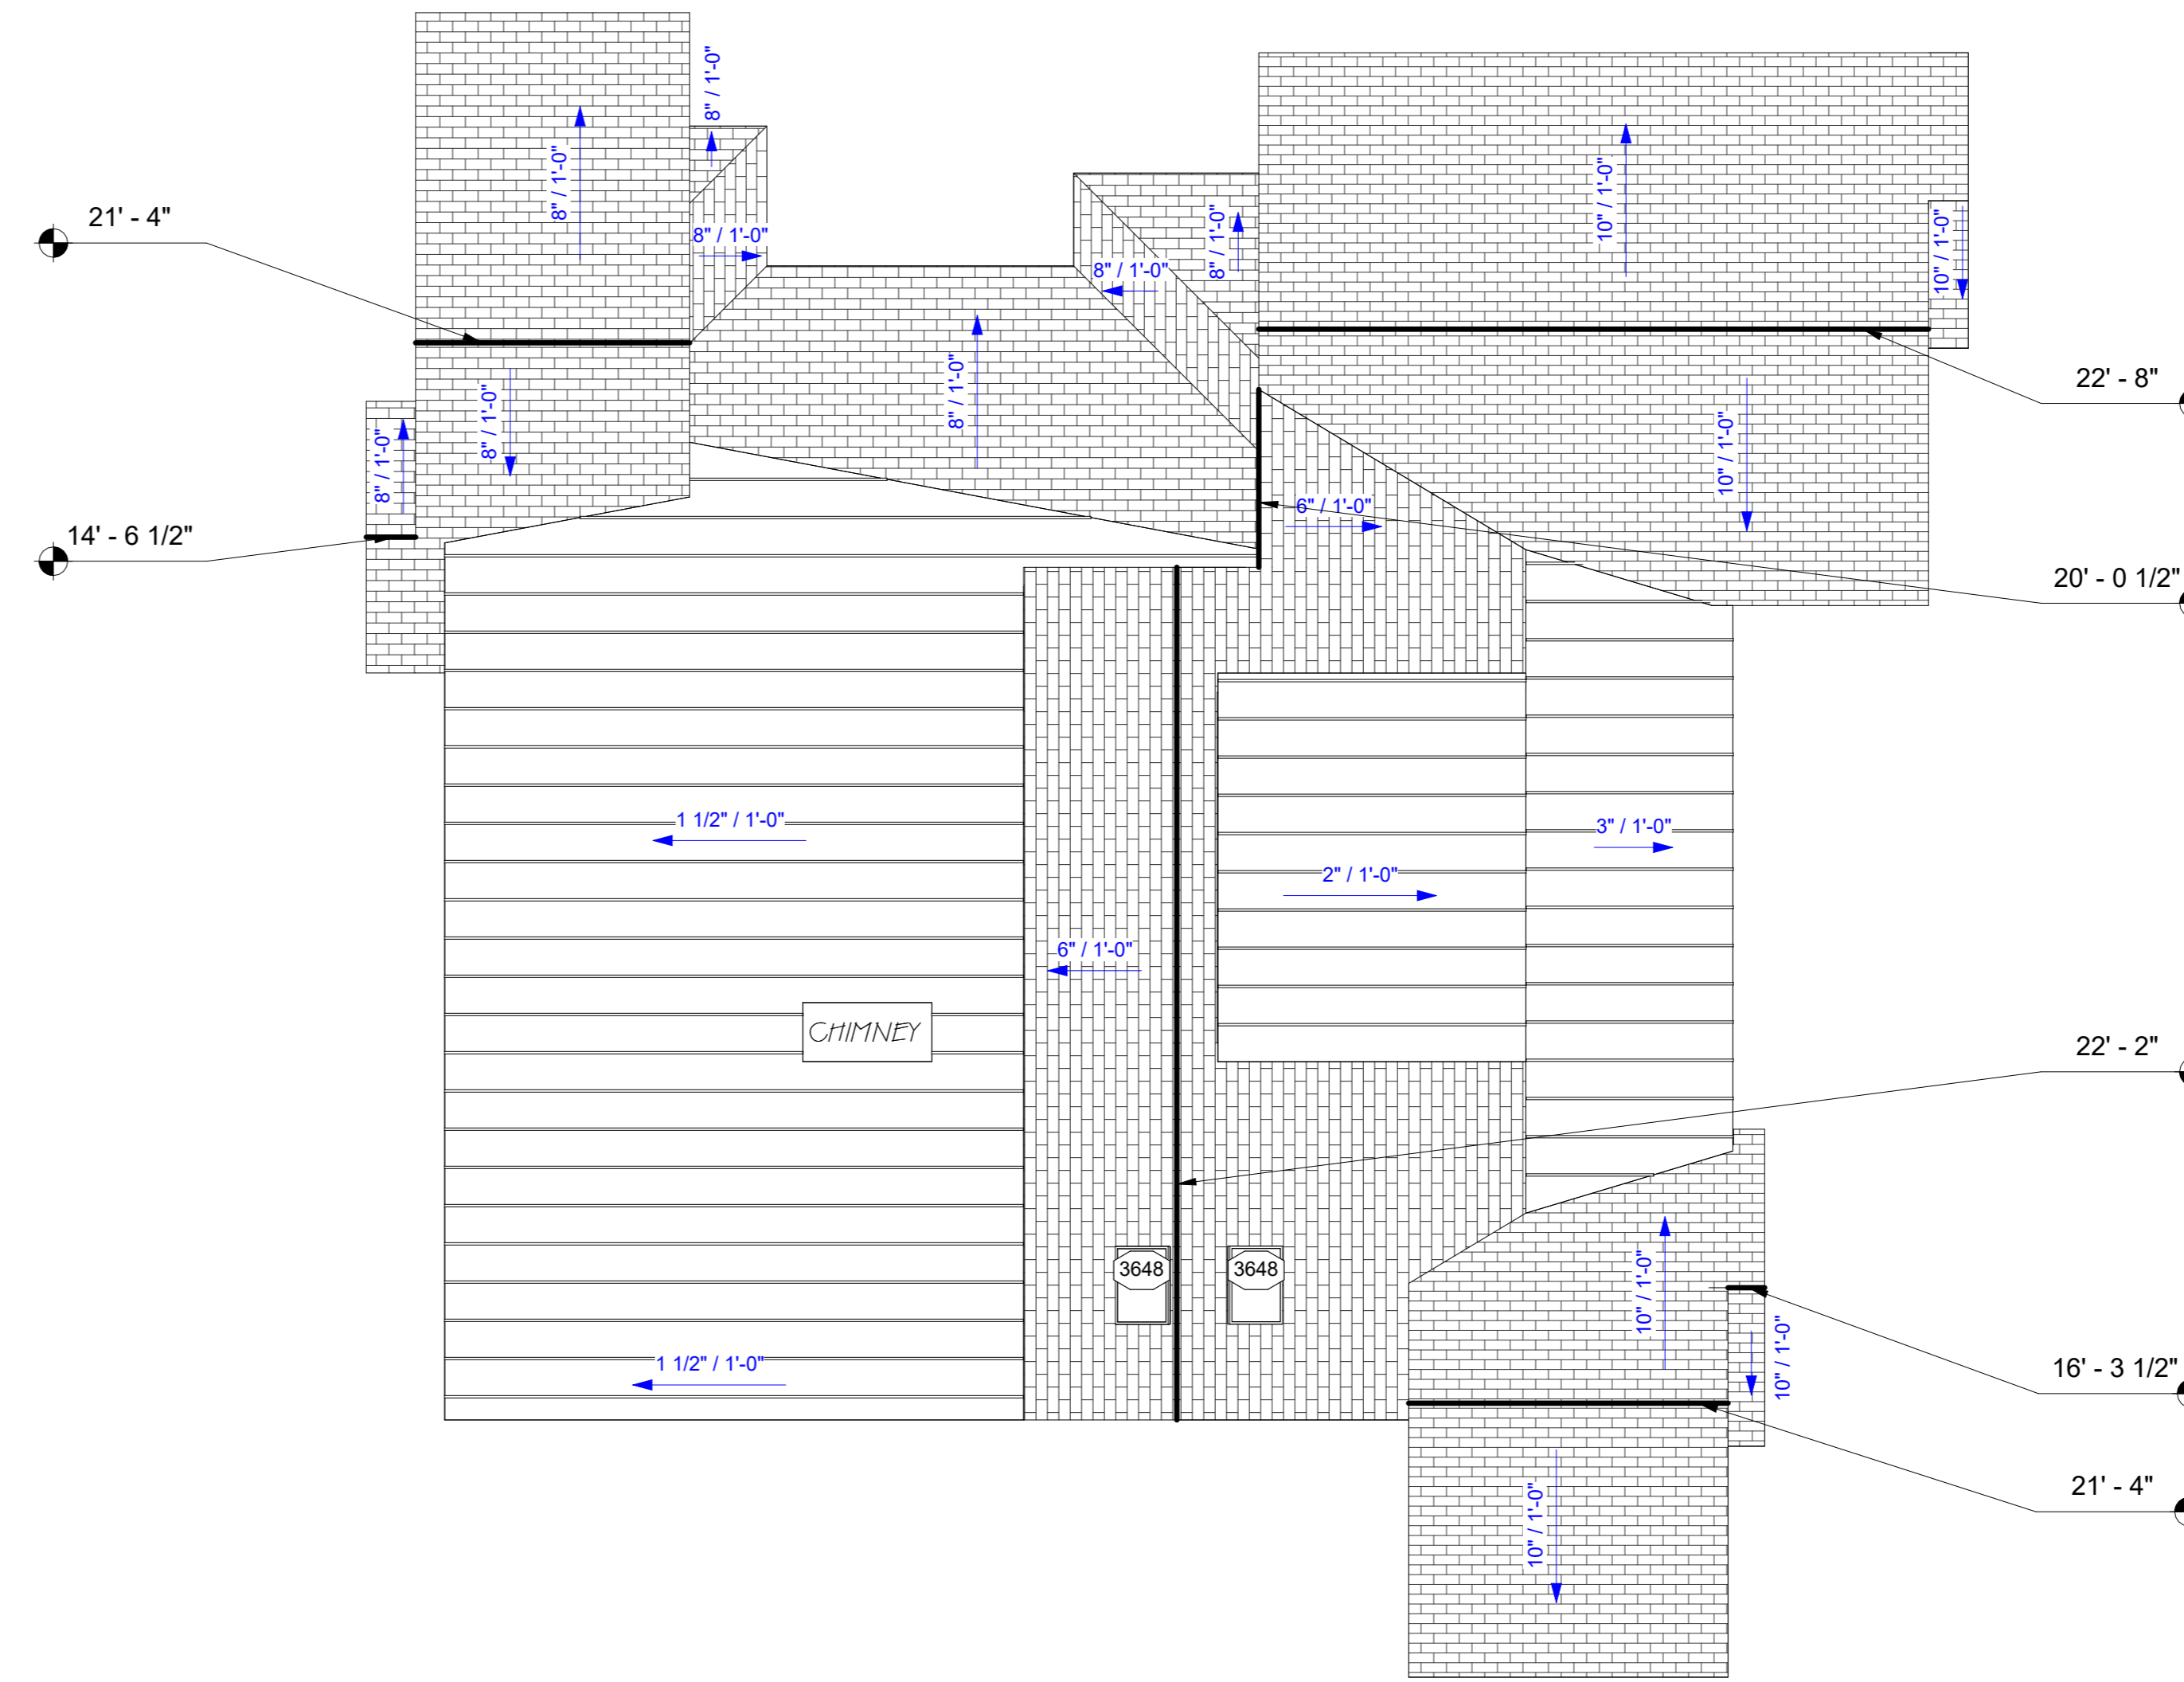 8" / 1'-0"
8" / 1'-0"
10" / 1'-0"
21' - 4"
8" / 1'-0"
8" / 1'-0"
8" / 1'-0"
10" / 1'-0"
22' - 8"
8" / 1'-0"
8" / 1'-0"
8" / 1'-0"
10" / 1'-0"
6" / 1'-0"
14' - 6 1/2"
20' - 0 1/2"
1 1/2" / 1'-0"
3" / 1'-0"
2" / 1'-0"
6" / 1'-0"
CHIMNEY
22' - 2"
3648
3648
10" / 1'-0"
10" / 1'-0"
16' - 3 1/2"
1 1/2" / 1'-0"
21' - 4"
10" / 1'-0"